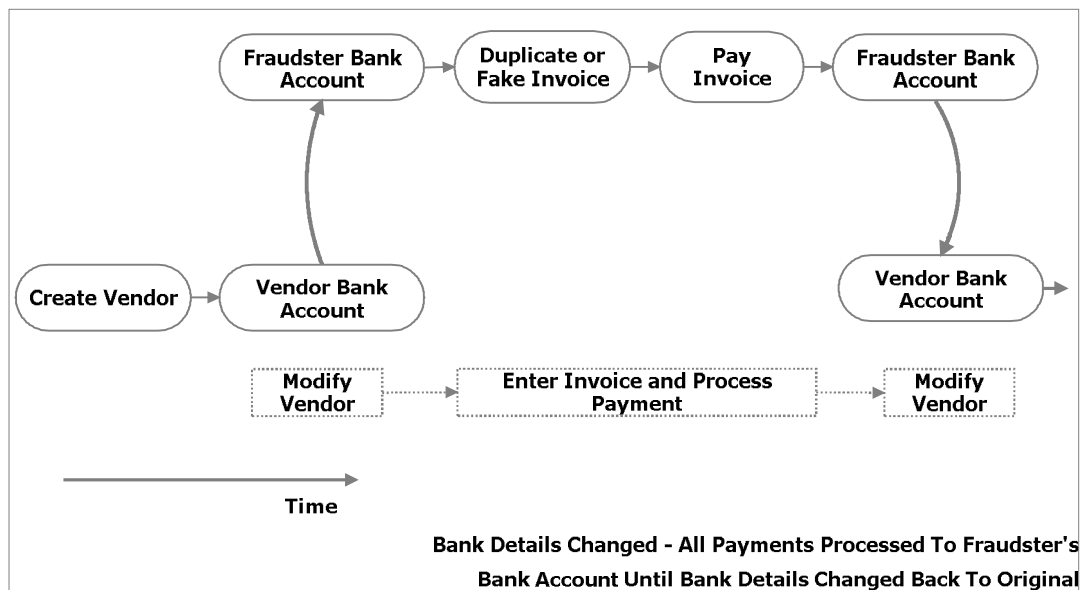 Fraudster Bank
Account
Duplicate or
Fake Invoice
Pay
Invoice
Fraudster Bank
Account
Create Vendor
Vendor Bank
Account
Vendor Bank
Account
Modify
Vendor
Enter Invoice and Process
Payment
Modify
Vendor
Time
Bank Details Changed - All Payments Processed To Fraudster's
Bank Account Until Bank Details Changed Back To Original